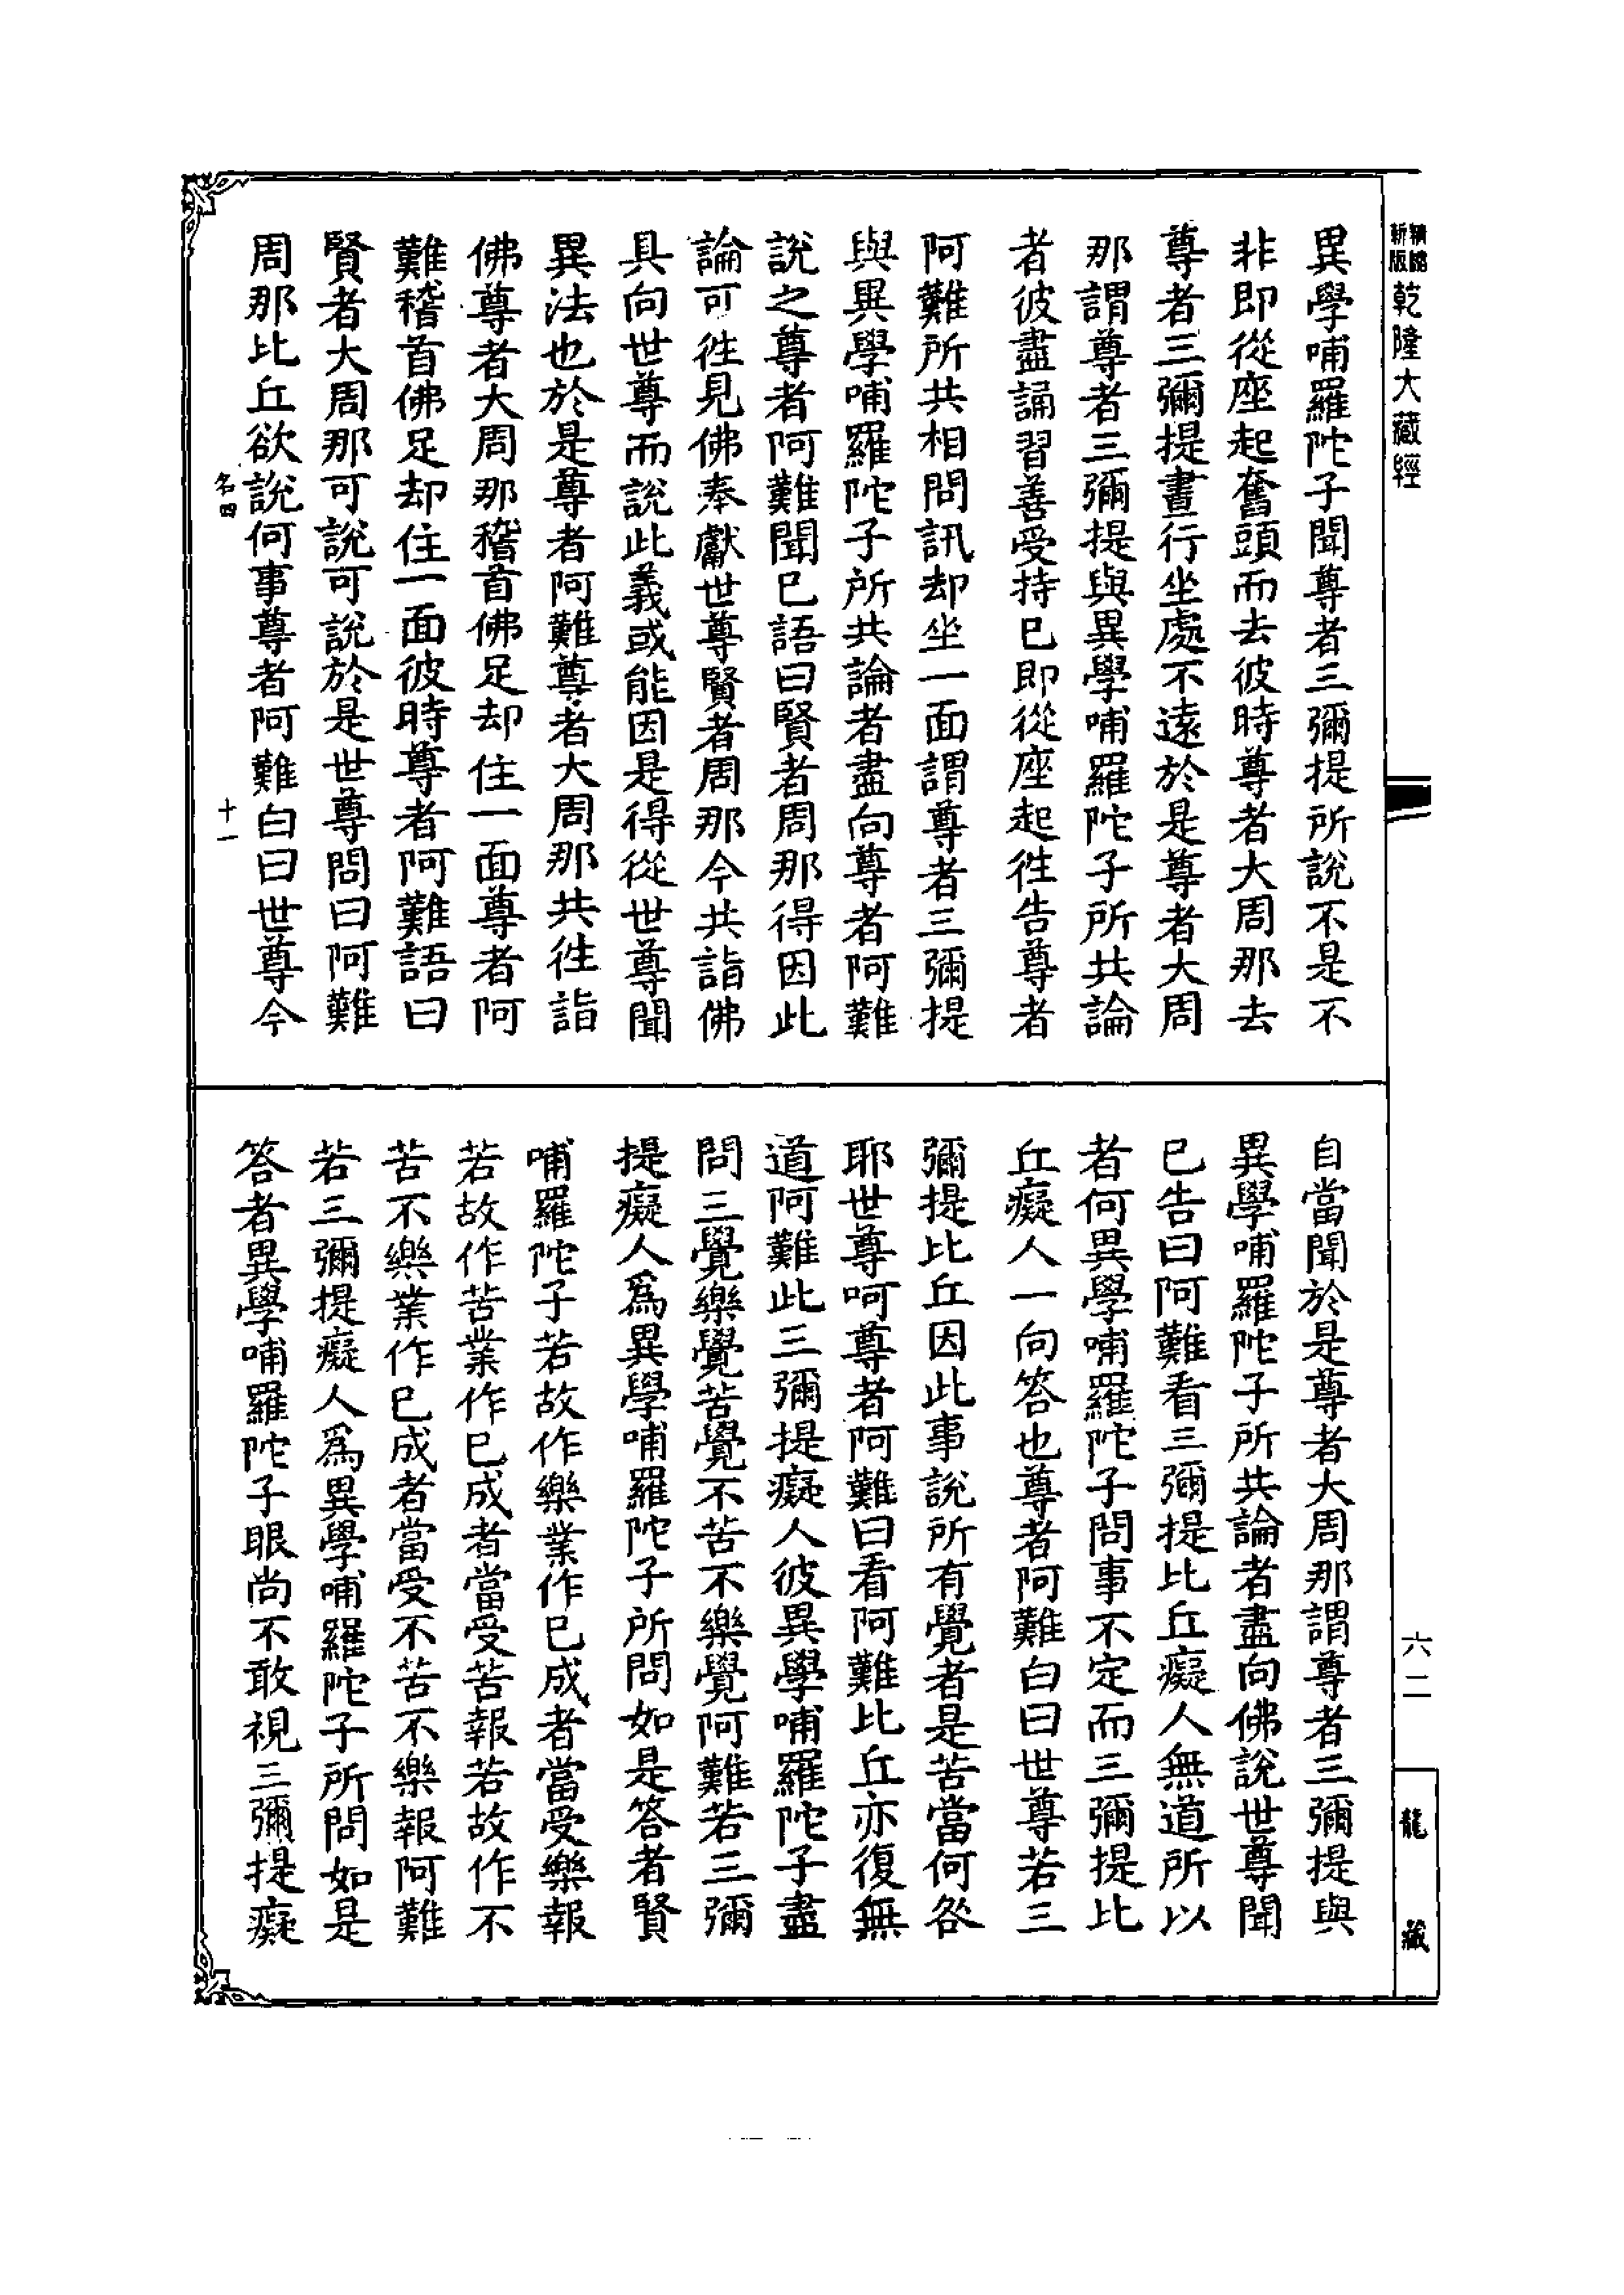 新版
精縮
乾隆大藏經
異學哺羅陀子聞尊者三彌提所說不是不
非即從座起奮頭而去彼時尊者大周那去
尊者三彌提晝行坐處不遠於是尊者大周
那謂尊者三彌提與異學哺羅陀子所共論
者彼盡誦習善受持已即從座起徃告尊者
阿難所共相問訊却坐一面謂尊者三彌提
與異學哺羅陀子所共論者盡向尊者阿難
說之尊者阿難聞已語曰賢者周那得因此
論可徃見佛奉獻世尊賢者周那今共詣佛
具向世尊而說此義或能因是得從世尊聞
異法也於是尊者阿難尊者大周那共徃詣
佛尊者大周那稽首佛足却住一面尊者阿
難稽首佛足却住一面彼時尊者阿難語曰
賢者大周那可說可說於是世尊問曰阿難
周那比丘欲說何事尊者阿難白曰世尊今
名四
十一
自當聞於是尊者大周那謂尊者三彌提與
異學哺羅陀子所共論者盡向佛說世尊聞
已告曰阿難看三彌提比丘癡人無道所以
者何異學哺羅陀子問事不定而三彌提比
丘癡人一向答也尊者阿難白曰世尊若三
彌提比丘因此事說所有覺者是苦當何咎
耶世尊呵尊者阿難曰看阿難比丘亦復無
道阿難此三彌提癡人彼異學哺羅陀子盡
問三覺樂覺苦覺不苦不樂覺阿難若三彌
提癡人爲異學哺羅陀子所問如是答者賢
哺羅陀子若故作樂業作已成者當受樂報
若故作苦業作已成者當受苦報若故作不
苦不樂業作已成者當受不苦不樂報阿難
若三彌提癡人爲異學哺羅陀子所問如是
答者異學哺羅陀子眼尚不敢視三彌提癡
六二
龍藏